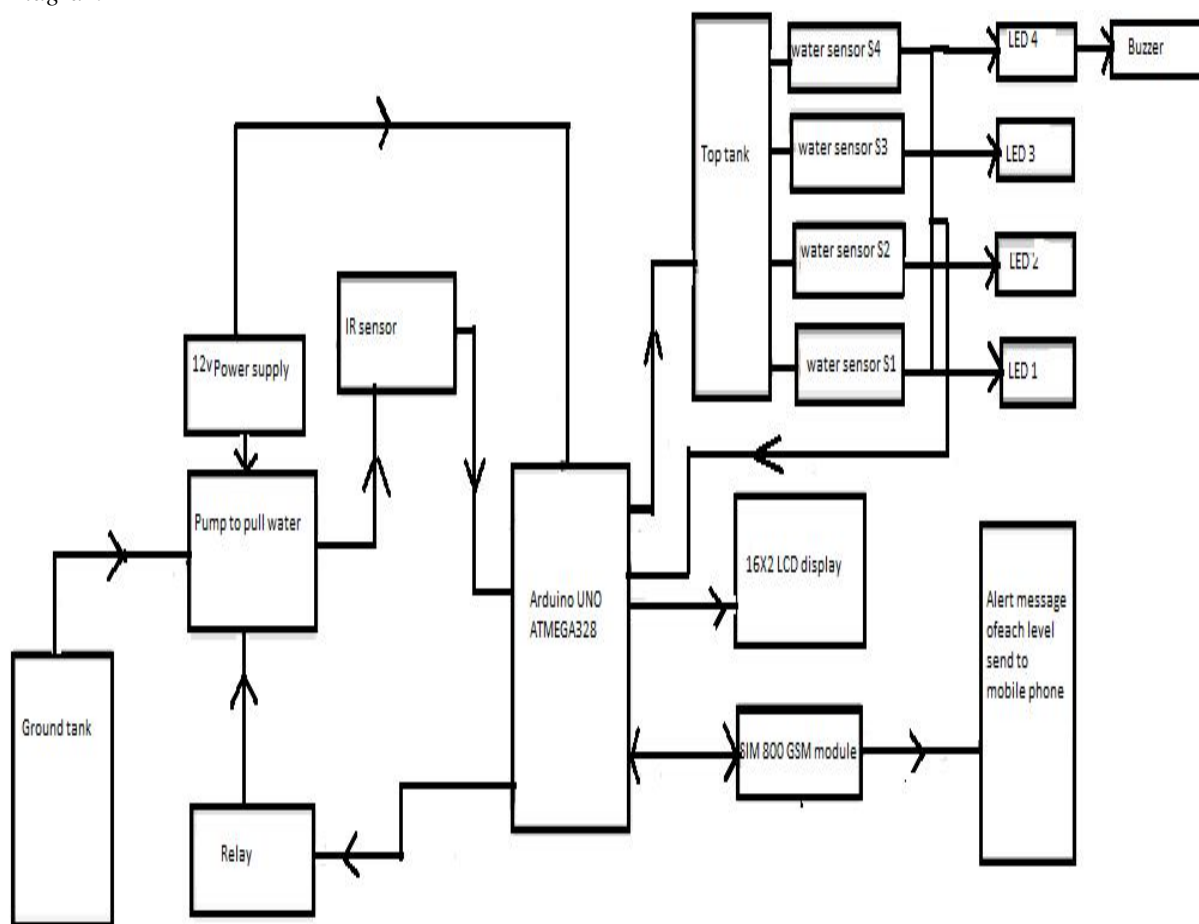 water sensor S4
LED 4
Buzzer
Top tank
water sensor S3
LED 3
water sensor S2
LED 2
IR sensor
12v Power supply
water sensor S1
LED 1
Pump to pull water
16X2 LCD display
Arduino UNO
ATMEGA328
Alert message
ofeach level
send to
mobile phone
Ground tank
SIM 800 GSM module
Relay